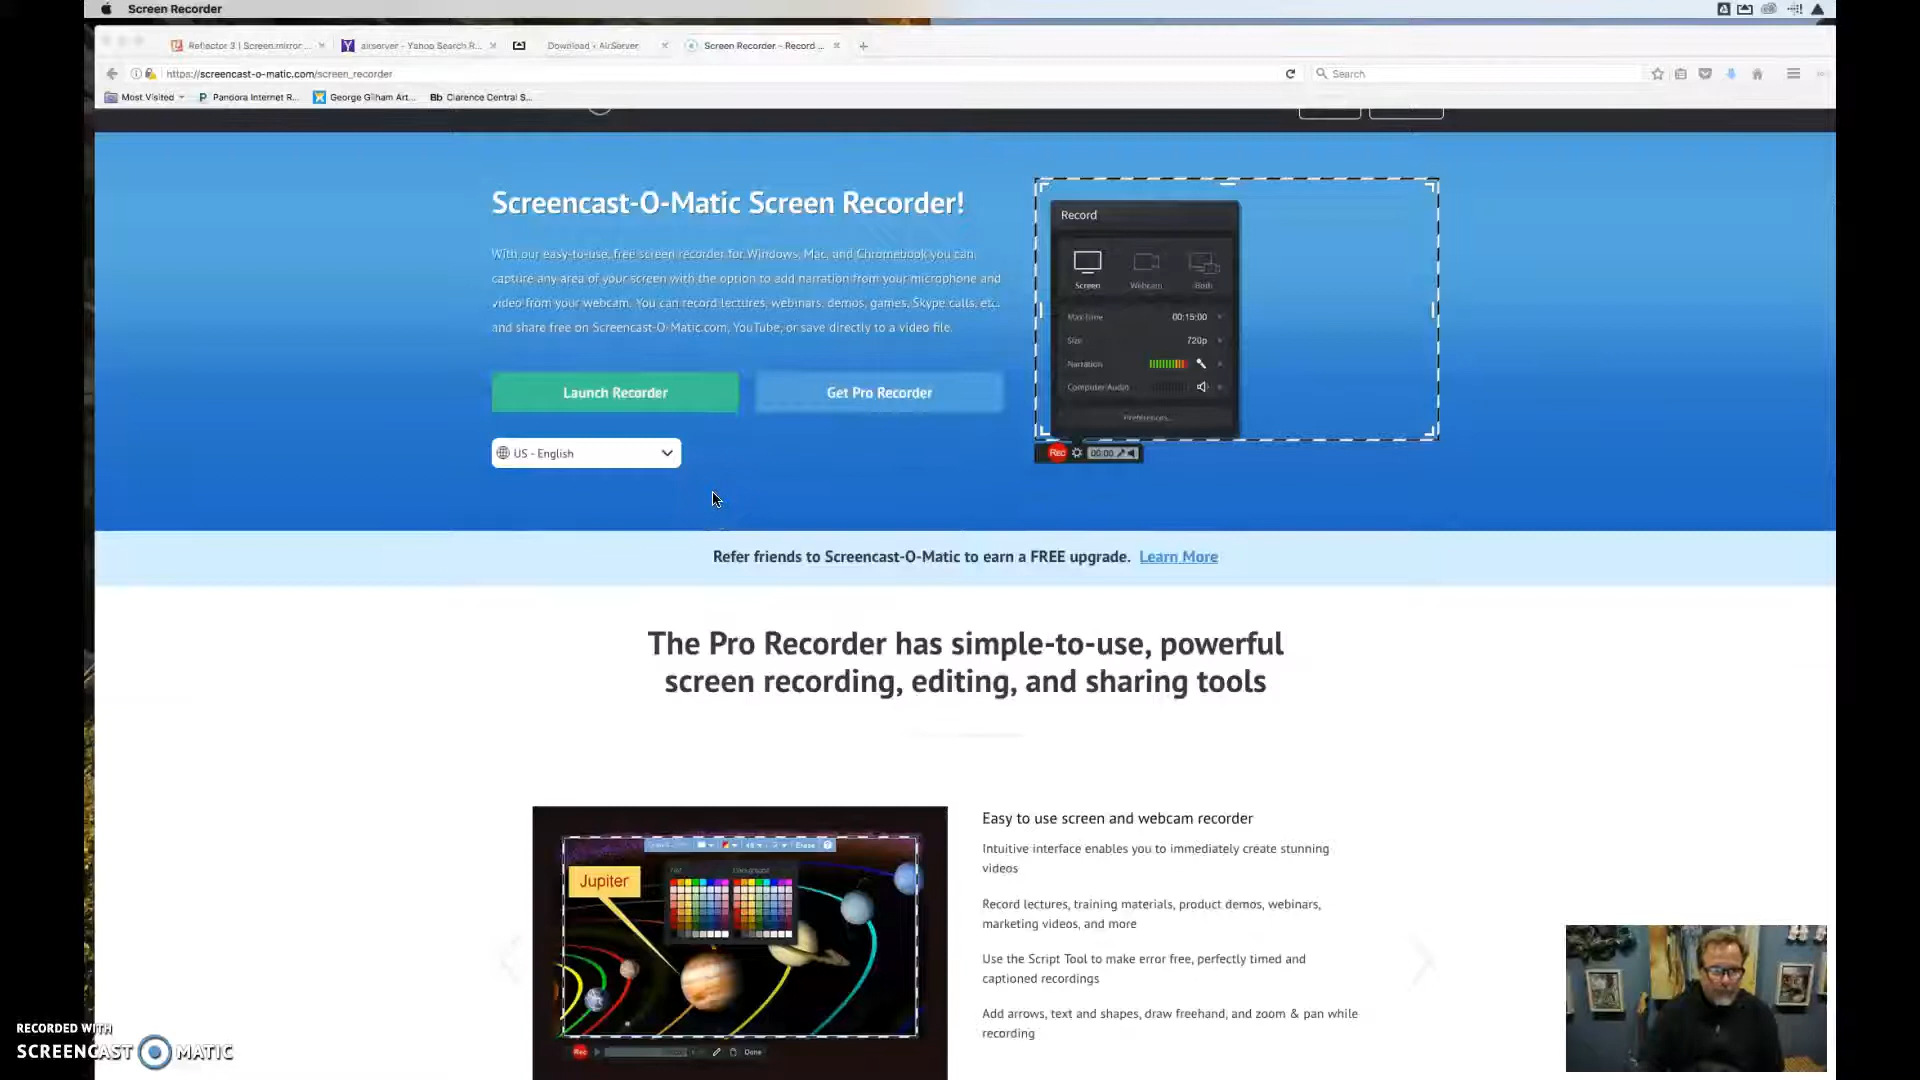 Screen Recorder
Reflector 3 | Screen mirror ...
airserver - Yahoo Search R...
Download ‹ AirServer
Screen Recorder - Record ...
https://screencast-o-matic.com/screen_recorder
Search
Most Visited
Pandora Internet R...
George Gilham Art...
Bb Clarence Central S...
Screencast-O-Matic Screen Recorder!
With our easy-to-use, free screen recorder for Windows, Mac, and Chromebook you can
capture any area of your screen with the option to add narration from your microphone and
video from your webcam. You can record lectures, webinars, demos, games, Skype calls, etc.
and share free on Screencast-O-Matic.com, YouTube, or save directly to a video file.
Launch Recorder
Get Pro Recorder
US - English
Record
Screen
Webcam
Both
Max time 00:15:00
Size 720p
Narration
Computer Audio
Preferences...
Rec
00:00
Refer friends to Screencast-O-Matic to earn a FREE upgrade. Learn More
The Pro Recorder has simple-to-use, powerful
screen recording, editing, and sharing tools
Jupiter
Erase
Rec
Done
Easy to use screen and webcam recorder
Intuitive interface enables you to immediately create stunning
videos
Record lectures, training materials, product demos, webinars,
marketing videos, and more
Use the Script Tool to make error free, perfectly timed and
captioned recordings
Add arrows, text and shapes, draw freehand, and zoom & pan while
recording
RECORDED WITH
SCREENCAST MATIC